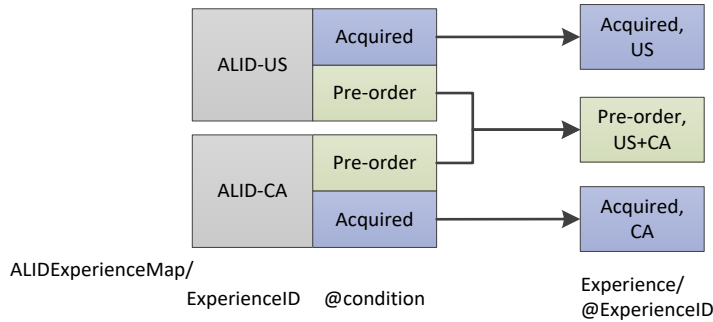 ALID-US
Acquired
Pre-order
ALID-CA
Pre-order
Acquired
Acquired,
US
Pre-order,
US+CA
Acquired,
CA
ALIDExperienceMap/
ExperienceID
@condition
Experience/
@ExperienceID